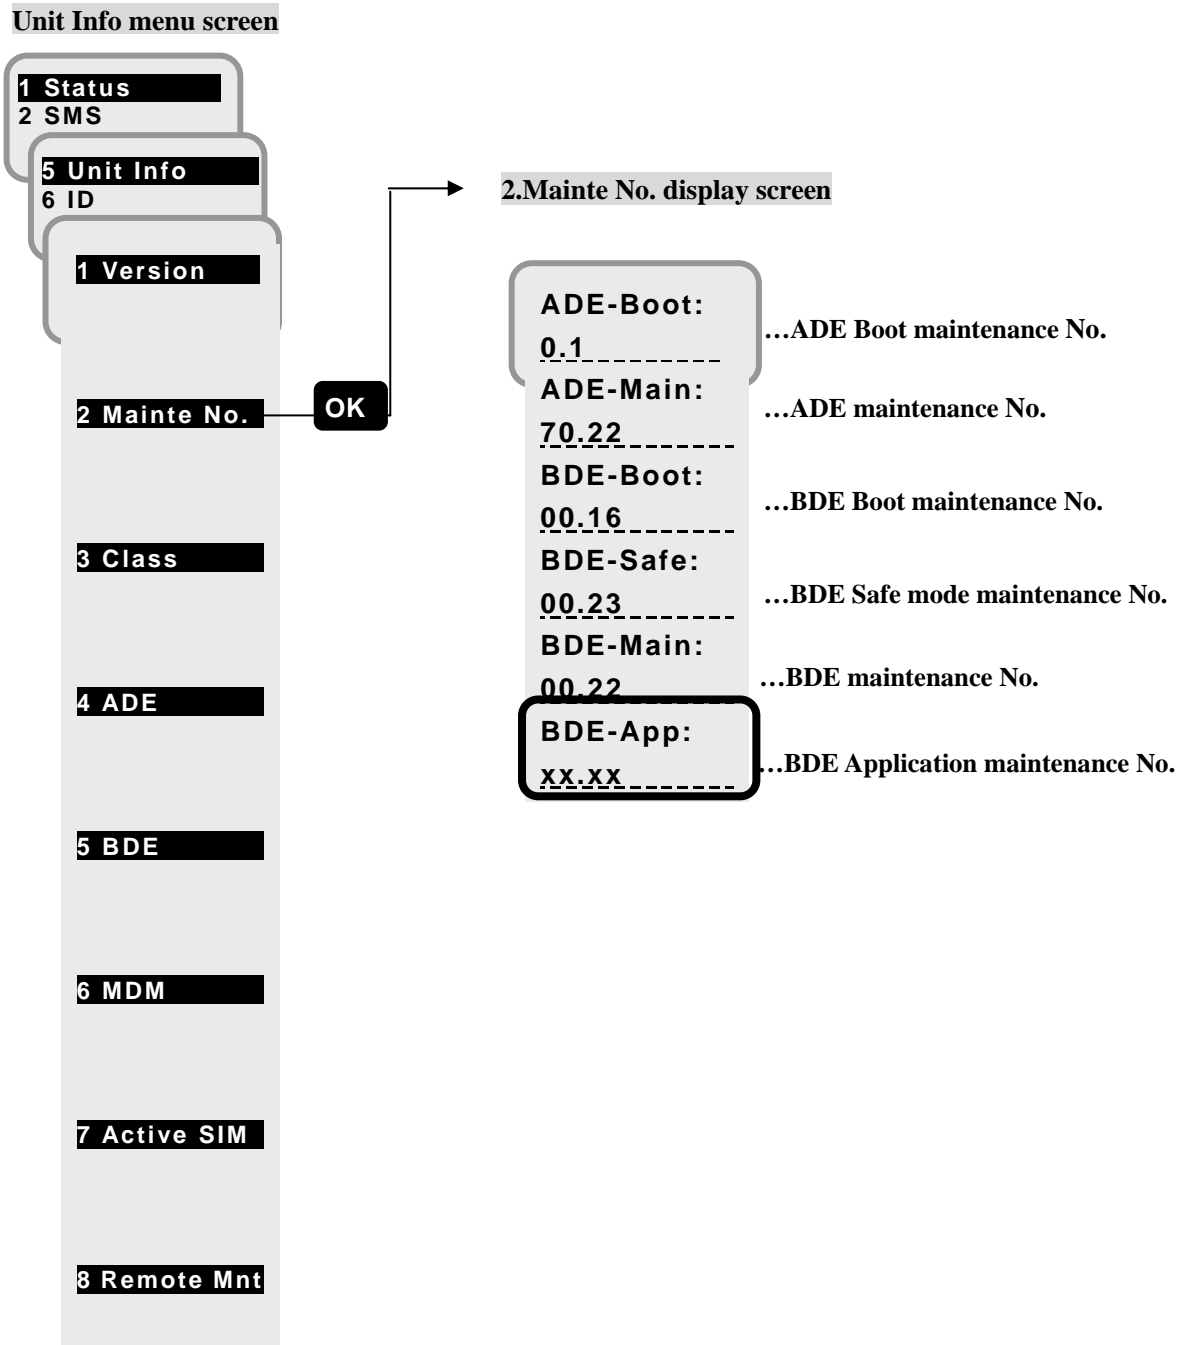 Unit Info menu screen
1 Status
2 SMS
5 Unit Info
6 ID
1 Version
2 Mainte No.
OK
3 Class
4 ADE
5 BDE
6 MDM
7 Active SIM
8 Remote Mnt
2.Mainte No. display screen
ADE-Boot:
…ADE Boot maintenance No.
0.1
ADE-Main:
…ADE maintenance No.
70.22
BDE-Boot:
…BDE Boot maintenance No.
00.16
BDE-Safe:
…BDE Safe mode maintenance No.
00.23
BDE-Main:
…BDE maintenance No.
00.22
BDE-App:
…BDE Application maintenance No.
xx.xx